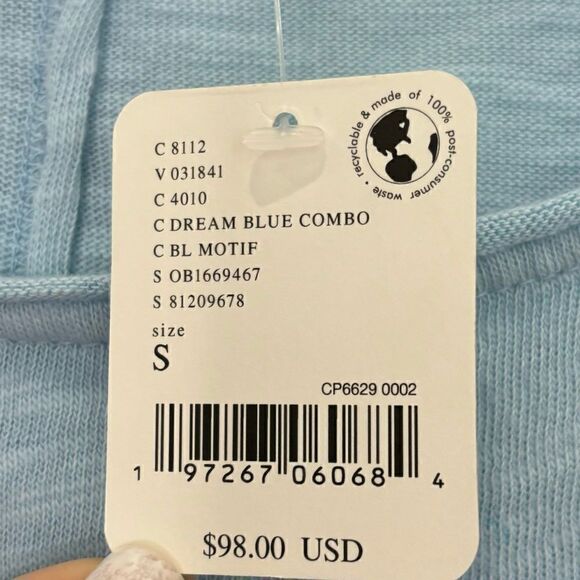 recyclable & made of 100% post-consumer waste •
C 8112
V 031841
C 4010
C DREAM BLUE COMBO
C BL MOTIF
S OB1669467
S 81209678
size
S
CP6629 0002
1 97267 06068 4
$98.00 USD